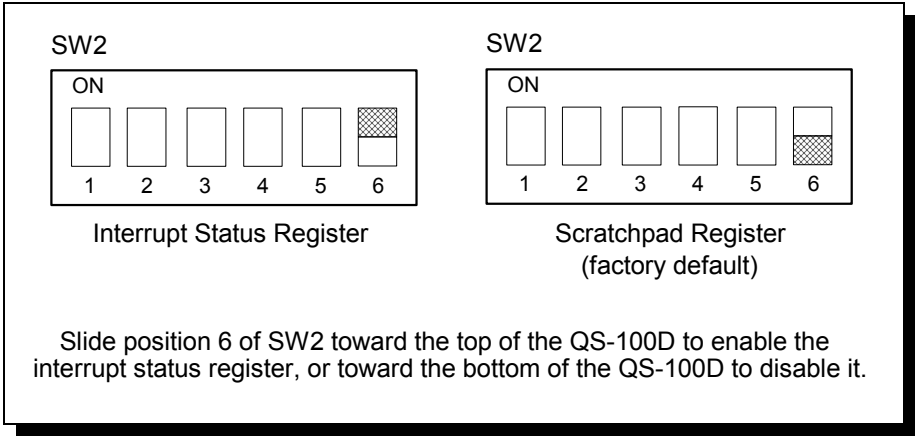 SW2
ON
1 2 3 4 5 6
Interrupt Status Register
SW2
ON
1 2 3 4 5 6
Scratchpad Register
(factory default)
Slide position 6 of SW2 toward the top of the QS-100D to enable the
interrupt status register, or toward the bottom of the QS-100D to disable it.